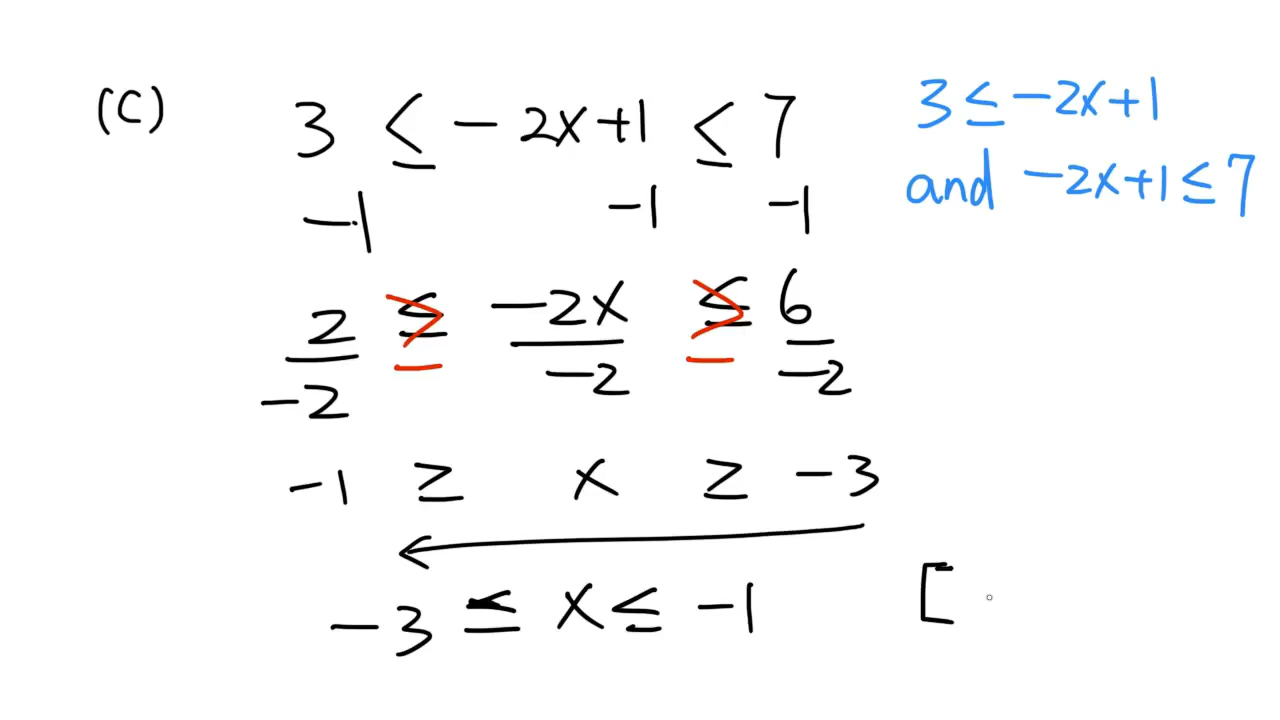 (C) 3 ≤ -2x+1 ≤ 7
-1 -1 -1
2 ≤ -2x ≤ 6
> >
-2 -2 -2
-1 ≥ x ≥ -3
-3 ≤ x ≤ -1 [
3 ≤ -2x+1
and -2x+1 ≤ 7